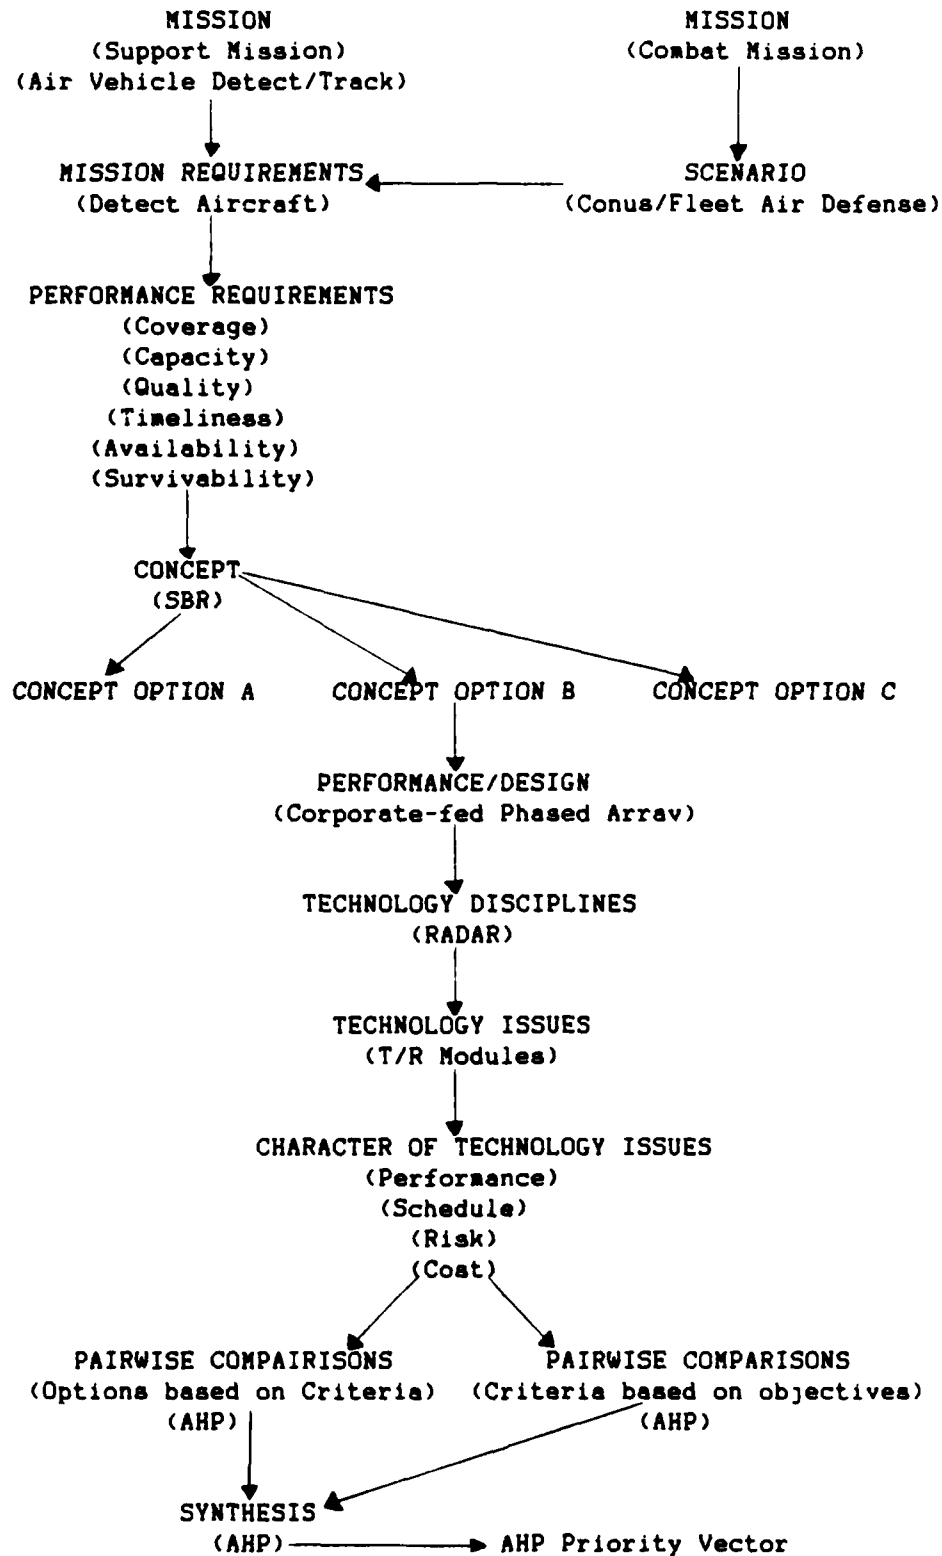 MISSION
(Support Mission)
(Air Vehicle Detect/Track)
MISSION
(Combat Mission)
MISSION REQUIREMENTS
(Detect Aircraft)
SCENARIO
(Conus/Fleet Air Defense)
PERFORMANCE REQUIREMENTS
(Coverage)
(Capacity)
(Quality)
(Timeliness)
(Availability)
(Survivability)
CONCEPT
(SBR)
CONCEPT OPTION A
CONCEPT OPTION B
CONCEPT OPTION C
PERFORMANCE/DESIGN
(Corporate-fed Phased Array)
TECHNOLOGY DISCIPLINES
(RADAR)
TECHNOLOGY ISSUES
(T/R Modules)
CHARACTER OF TECHNOLOGY ISSUES
(Performance)
(Schedule)
(Risk)
(Cost)
PAIRWISE COMPAIRISONS
(Options based on Criteria)
(AHP)
PAIRWISE COMPARISONS
(Criteria based on objectives)
(AHP)
SYNTHESIS
(AHP)
AHP Priority Vector